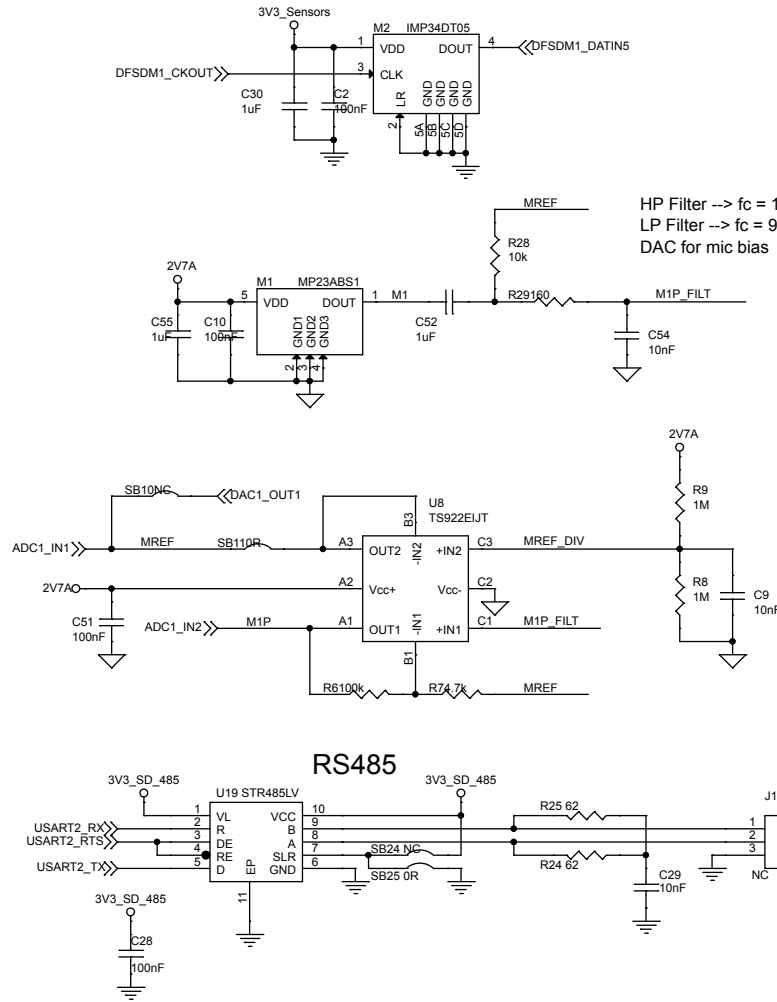 3V3_Sensors
M2
IMP34DT05
1
VDD
DOUT
4
DFSDM1_DATIN5
DFSDM1_CKOUT
3
CLK
C30
1uF
C2
100nF
LR
GND
GND
GND
GND
2
5A
5B
5C
5D
MREF
HP Filter --> fc = 1
LP Filter --> fc = 9
DAC for mic bias
R28
10k
2V7A
M1
MP23ABS1
5
VDD
DOUT
1
M1
C52
1uF
R29160
M1P_FILT
C55
1uF
C10
100nF
GND1
GND2
GND3
2
3
4
C54
10nF
2V7A
SB10NC
DAC1_OUT1
U8
TS922EIJT
R9
1M
ADC1_IN1
MREF
SB110R
A3
OUT2
B3
-IN2
+IN2
C3
MREF_DIV
2V7A
A2
Vcc+
Vcc-
C2
R8
1M
C9
10nF
C51
100nF
ADC1_IN2
M1P
A1
OUT1
-IN1
+IN1
C1
M1P_FILT
B1
R6100k
R74.7k
MREF
RS485
3V3_SD_485
U19 STR485LV
3V3_SD_485
J1
1
VL
VCC
10
R25 62
USART2_RX
2
R
B
9
1
USART2_RTS
3
DE
A
8
2
4
RE
SLR
7
SB24 NC
R24 62
3
USART2_TX
5
D
EP
GND
6
SB25 0R
C29
10nF
NC
11
3V3_SD_485
C28
100nF